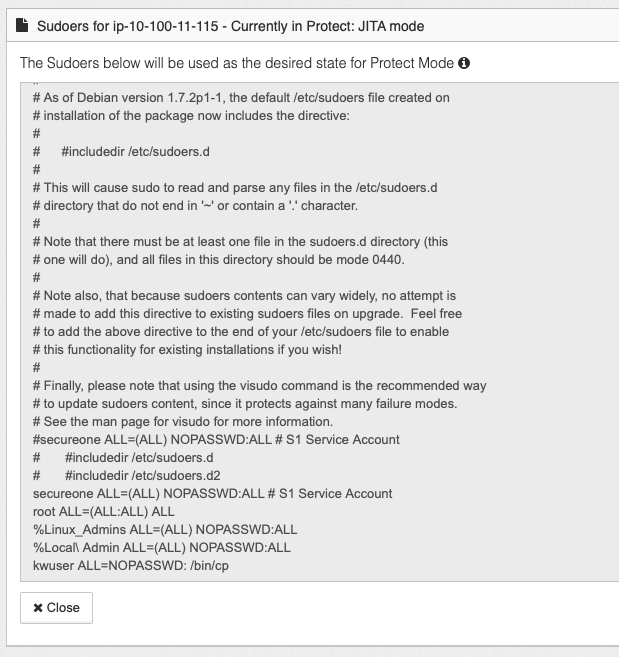 Sudoers for ip-10-100-11-115 - Currently in Protect: JITA mode
The Sudoers below will be used as the desired state for Protect Mode
# As of Debian version 1.7.2p1-1, the default /etc/sudoers file created on
# installation of the package now includes the directive:
#
#      #includedir /etc/sudoers.d
#
# This will cause sudo to read and parse any files in the /etc/sudoers.d
# directory that do not end in '~' or contain a '.' character.
#
# Note that there must be at least one file in the sudoers.d directory (this
# one will do), and all files in this directory should be mode 0440.
#
# Note also, that because sudoers contents can vary widely, no attempt is
# made to add this directive to existing sudoers files on upgrade.  Feel free
# to add the above directive to the end of your /etc/sudoers file to enable
# this functionality for existing installations if you wish!
#
# Finally, please note that using the visudo command is the recommended way
# to update sudoers content, since it protects against many failure modes.
# See the man page for visudo for more information.
#secureone ALL=(ALL) NOPASSWD:ALL # S1 Service Account
#       #includedir /etc/sudoers.d
#       #includedir /etc/sudoers.d2
secureone ALL=(ALL) NOPASSWD:ALL # S1 Service Account
root ALL=(ALL:ALL) ALL
%Linux_Admins ALL=(ALL) NOPASSWD:ALL
%Local\ Admin ALL=(ALL) NOPASSWD:ALL
kwuser ALL=NOPASSWD: /bin/cp
Close